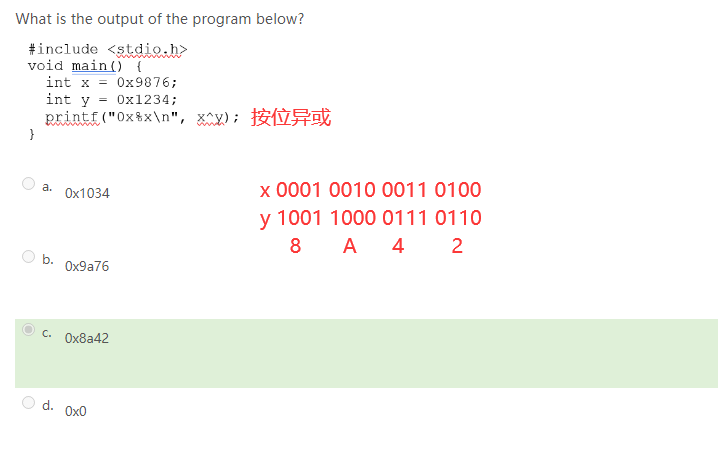 What is the output of the program below?
#include <stdio.h>
void main() {
int x = 0x9876;
int y = 0x1234;
printf("0x%x\n", x^y); 按位异或
}
a. 0x1034
x 0001 0010 0011 0100
y 1001 1000 0111 0110
8 A 4 2
b. 0x9a76
c. 0x8a42
d. 0x0